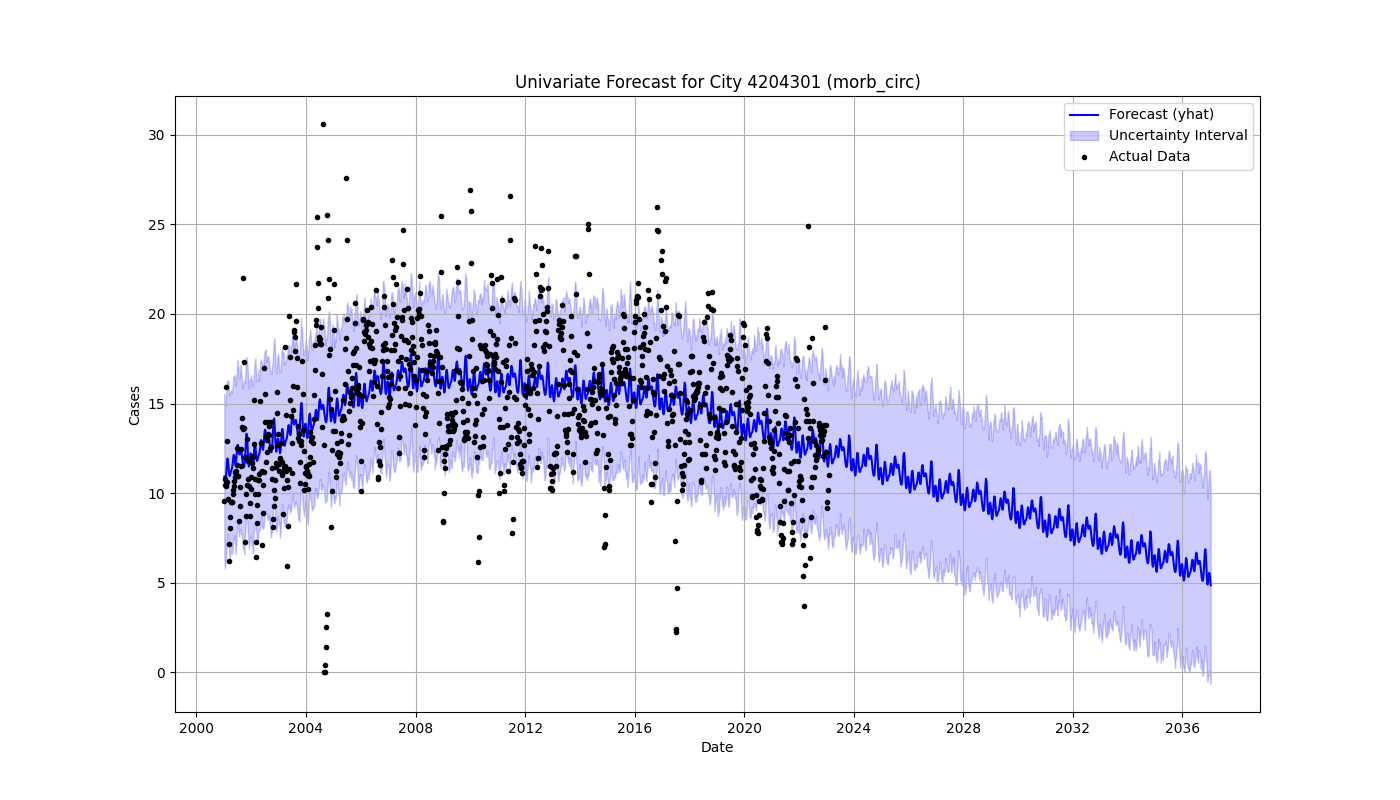 Univariate Forecast for City 4204301 (morb_circ)
Forecast (yhat)
Uncertainty Interval
Actual Data
Cases
30
25
20
15
10
5
0
2000 2004 2008 2012 2016 2020 2024 2028 2032 2036
Date